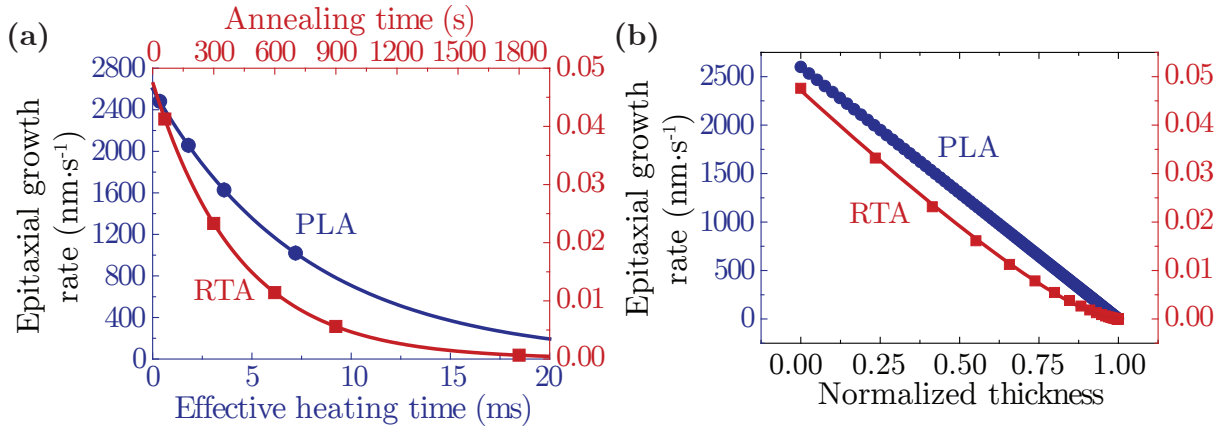 (a)
Annealing time (s)
0 300 600 900 1200 1500 1800
Epitaxial growth
rate (nm·s⁻¹)
2800
2400
2000
1600
1200
800
400
0
PLA
RTA
0.05
0.04
0.03
0.02
0.01
0.00
0 5 10 15 20
Effective heating time (ms)
(b)
Epitaxial growth
rate (nm·s⁻¹)
2500
2000
1500
1000
500
0
PLA
RTA
0.05
0.04
0.03
0.02
0.01
0.00
0.00 0.25 0.50 0.75 1.00
Normalized thickness